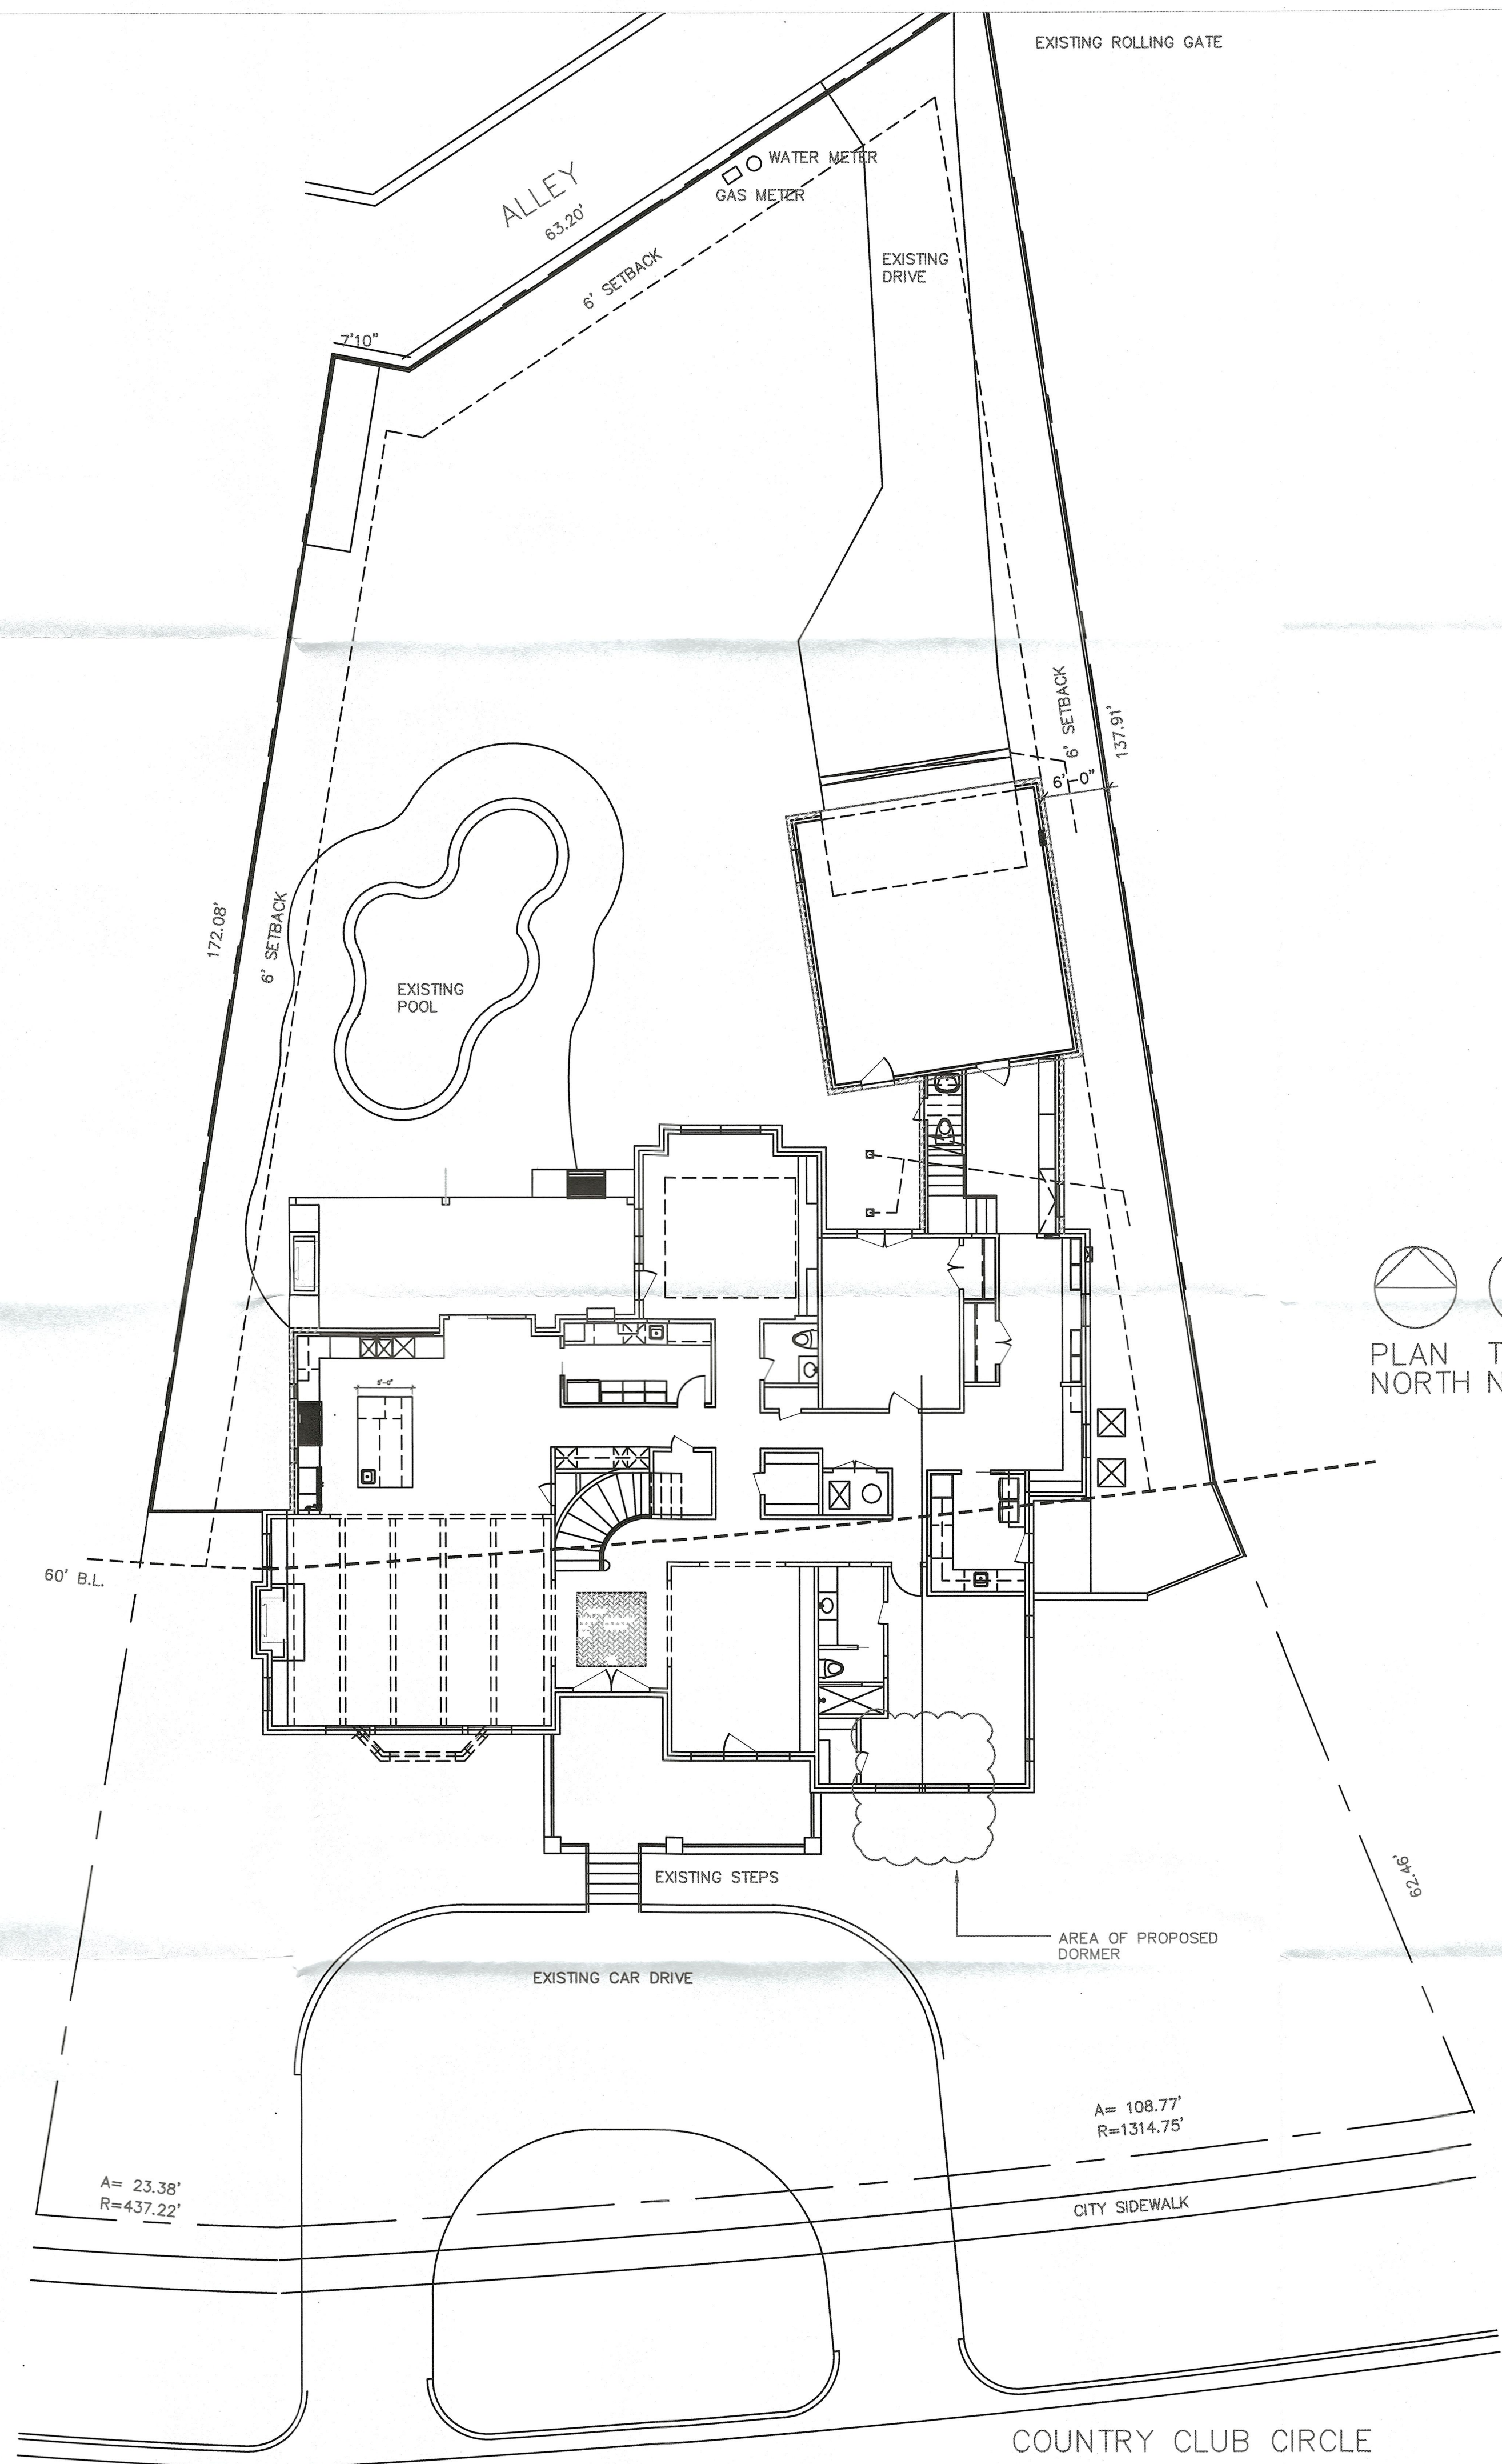 EXISTING ROLLING GATE
WATER METER
GAS METER
ALLEY
63.20'
6' SETBACK
EXISTING
DRIVE
7'10"
6' SETBACK
137.91'
6'-0"
172.08'
6' SETBACK
EXISTING
POOL
PLAN T
NORTH N
5'-0"
60' B.L.
EXISTING STEPS
62.46'
AREA OF PROPOSED
DORMER
EXISTING CAR DRIVE
A= 108.77'
R=1314.75'
A= 23.38'
R=437.22'
CITY SIDEWALK
COUNTRY CLUB CIRCLE